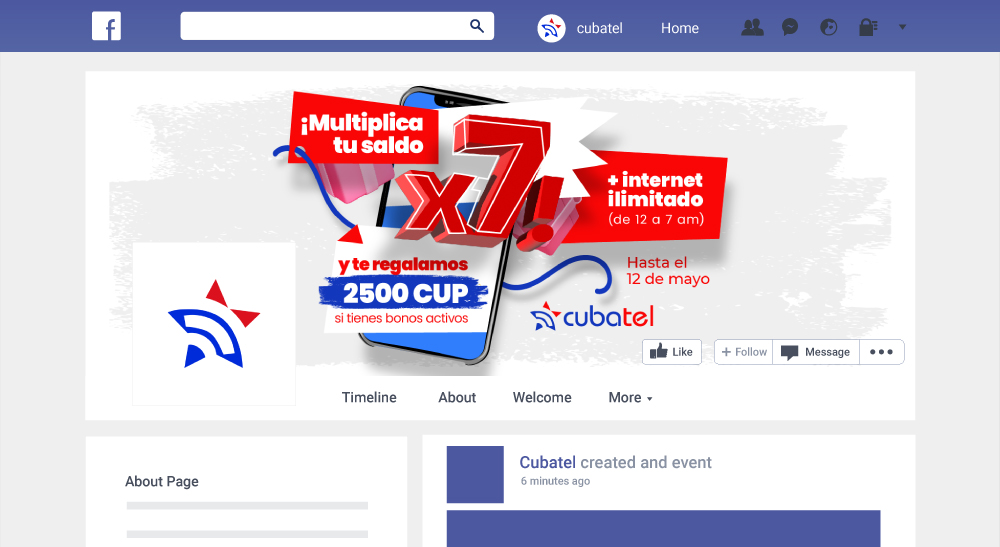 f
cubatel
Home
¡Multiplica
tu saldo
x7!
+ internet
ilimitado
(de 12 a 7 am)
y te regalamos
2500 CUP
si tienes bonos activos
Hasta el
12 de mayo
cubatel
Like
+ Follow
Message
Timeline
About
Welcome
More
About Page
Cubatel created and event
6 minutes ago